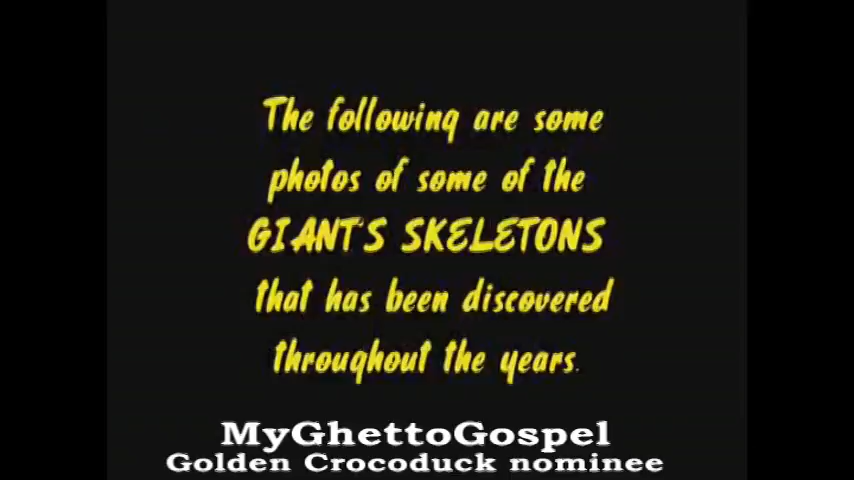 The following are some
photos of some of the
GIANT'S SKELETONS
that has been discovered
throughout the years.
MyGhettoGospel
Golden Crocoduck nominee